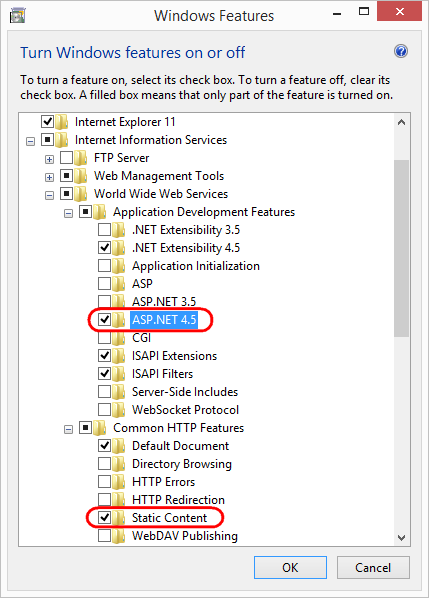 Windows Features
Turn Windows features on or off
To turn a feature on, select its check box. To turn a feature off, clear its
check box. A filled box means that only part of the feature is turned on.
Internet Explorer 11
Internet Information Services
FTP Server
Web Management Tools
World Wide Web Services
Application Development Features
.NET Extensibility 3.5
.NET Extensibility 4.5
Application Initialization
ASP
ASP.NET 3.5
ASP.NET 4.5
CGI
ISAPI Extensions
ISAPI Filters
Server-Side Includes
WebSocket Protocol
Common HTTP Features
Default Document
Directory Browsing
HTTP Errors
HTTP Redirection
Static Content
WebDAV Publishing
OK Cancel